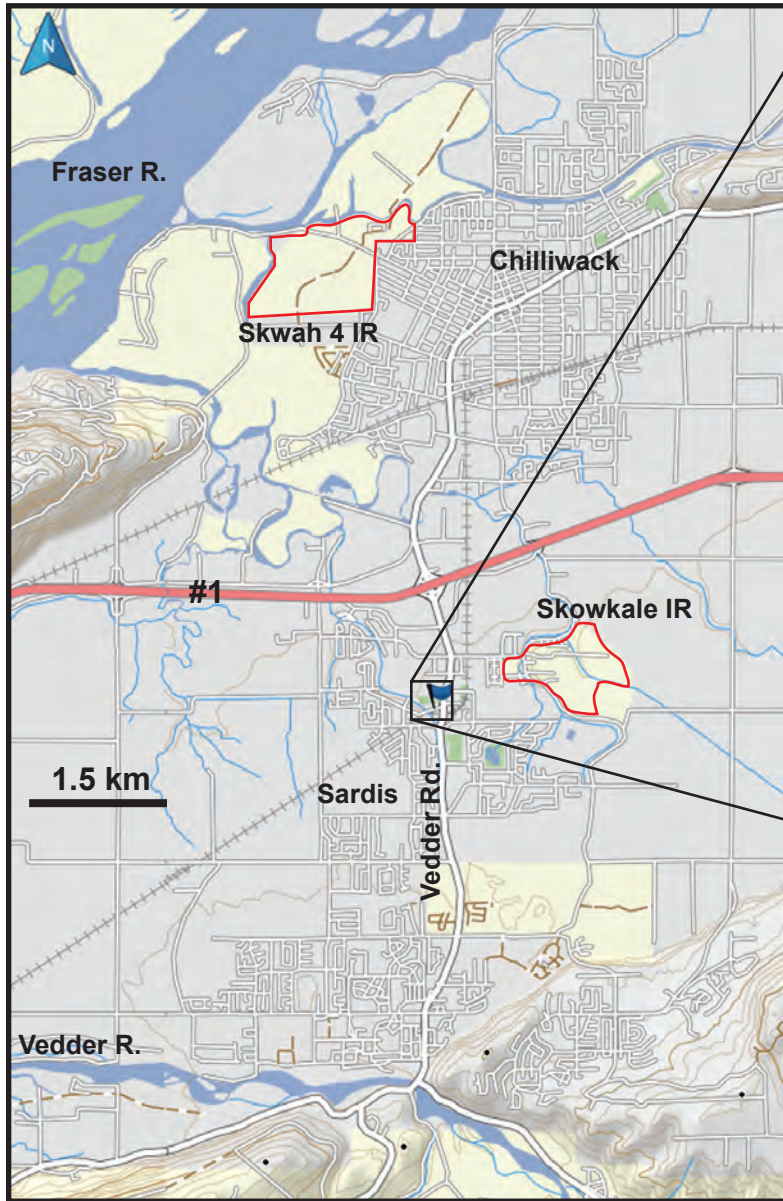 N
Fraser R.
Chilliwack
Skwah 4 IR
#1
Skowkale IR
1.5 km
Sardis
Vedder Rd.
Vedder R.